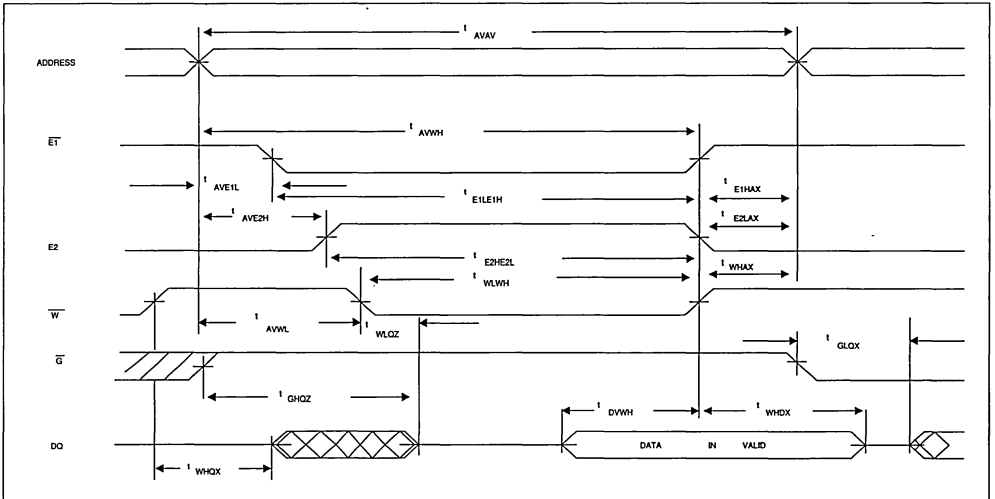 t AVAV
ADDRESS
t AVWH
E1
t AVE1L
t E1LE1H
t E1HAX
t AVE2H
t E2LAX
E2
t E2HE2L
t WHAX
t WLWH
W
t AVWL
t WLQZ
G
t GLQX
t GHQZ
t DVWH
t WHDX
DQ
DATA IN VALID
t WHQX